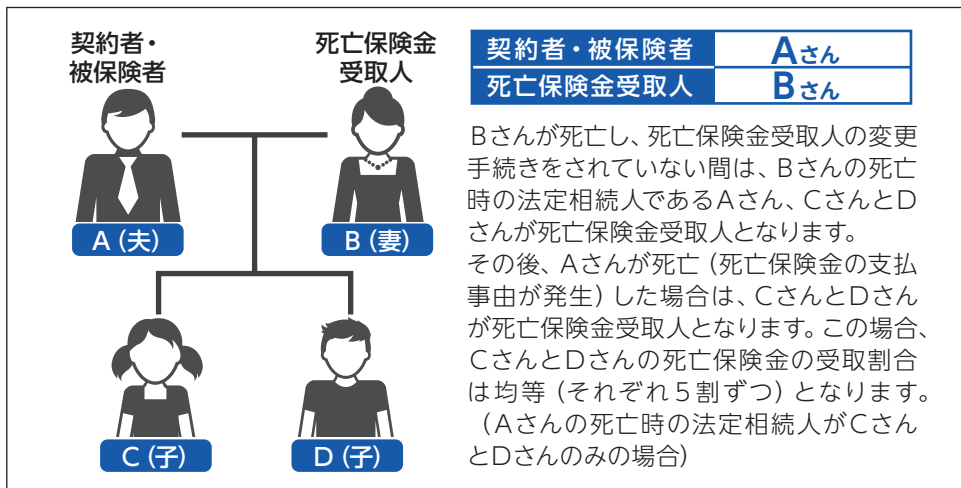 契約者・
被保険者
死亡保険金
受取人
A（夫）
B（妻）
C（子）
D（子）
契約者・被保険者 Aさん
死亡保険金受取人 Bさん
Bさんが死亡し、死亡保険金受取人の変更
手続きをされていない間は、Bさんの死亡
時の法定相続人であるAさん、CさんとD
さんが死亡保険金受取人となります。
その後、Aさんが死亡（死亡保険金の支払
事由が発生）した場合は、CさんとDさん
が死亡保険金受取人となります。この場合、
CさんとDさんの死亡保険金の受取割合
は均等（それぞれ5割ずつ）となります。
（Aさんの死亡時の法定相続人がCさん
とDさんのみの場合）